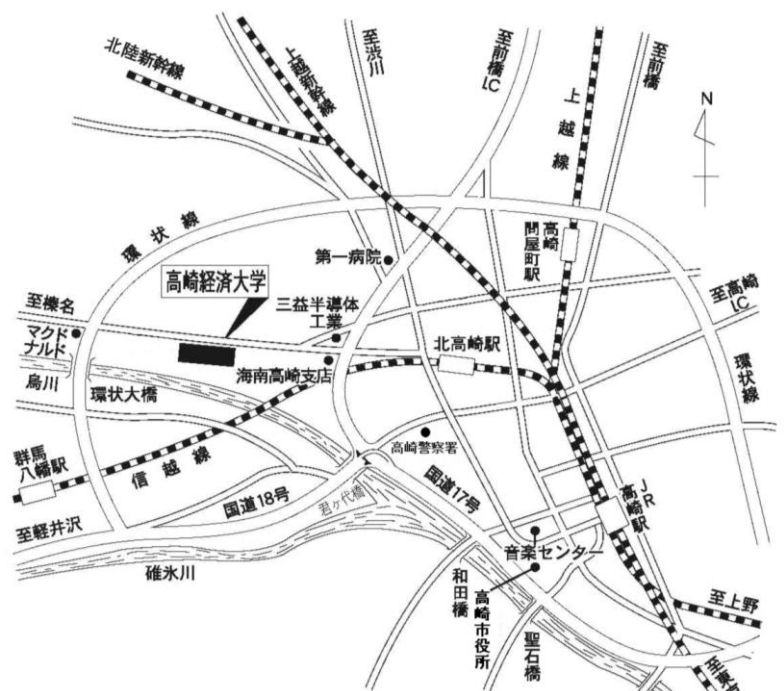 北陸新幹線
上越新幹線
至渋川
至前橋
IC
上越線
至前橋
N
環状線
第一病院
高崎
問屋町駅
高崎経済大学
至榛名
三益半導体
工業
至高崎
IC
マクド
ナルド
北高崎駅
環状線
烏川
環状大橋
海南高崎支店
高崎警察署
群馬
八幡駅
信越線
国道18号
君ヶ代橋
国道17号
JR
高崎駅
至軽井沢
碓氷川
音楽センター
和田橋
高崎市役所
聖石橋
至上野
至東